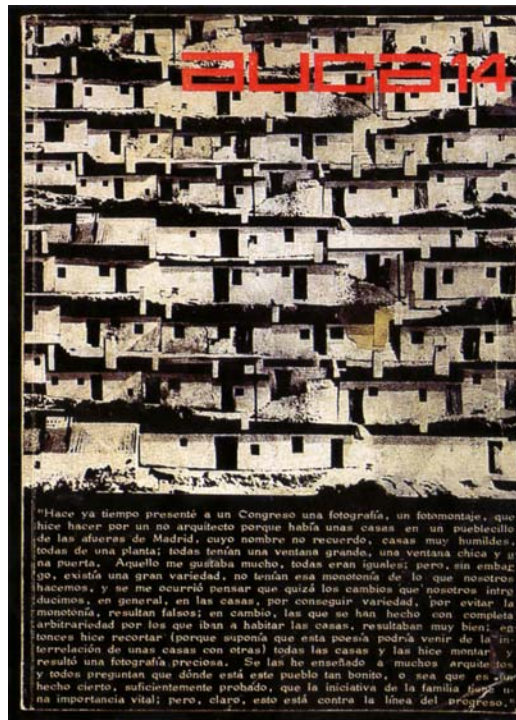 auca14
"Hace ya tiempo presenté a un Congreso una fotografía, un fotomontaje, que
hice hacer por un no arquitecto porque había unas casas en un pueblecillo
de las afueras de Madrid, cuyo nombre no recuerdo, casas muy humildes,
todas de una planta; todas tenían una ventana grande, una ventana chica y u
na puerta. Aquello me gustaba mucho, todas eran iguales; pero, sin embar
go, existía una gran variedad, no tenían esa monotonía de lo que nosotros
hacemos, y se me ocurrió pensar que quizá los cambios que nosotros intro
ducimos, en general, en las casas, por conseguir variedad, por evitar la
monotonía, resultan falsos; en cambio, las que se han hecho con completa
arbitrariedad por los que iban a habitar las casas, resultaban muy bien; en
tonces hice recortar (porque suponía que esta poesía podría venir de la in-
terrelación de unas casas con otras) todas las casas y las hice montar y
resultó una fotografía preciosa. Se las he enseñado a muchos arquitectos
y todos preguntan que dónde está este pueblo tan bonito, o sea que es un
hecho cierto, suficientemente probado, que la iniciativa de la familia tiene u-
na importancia vital; pero, claro, esto está contra la línea del progreso,